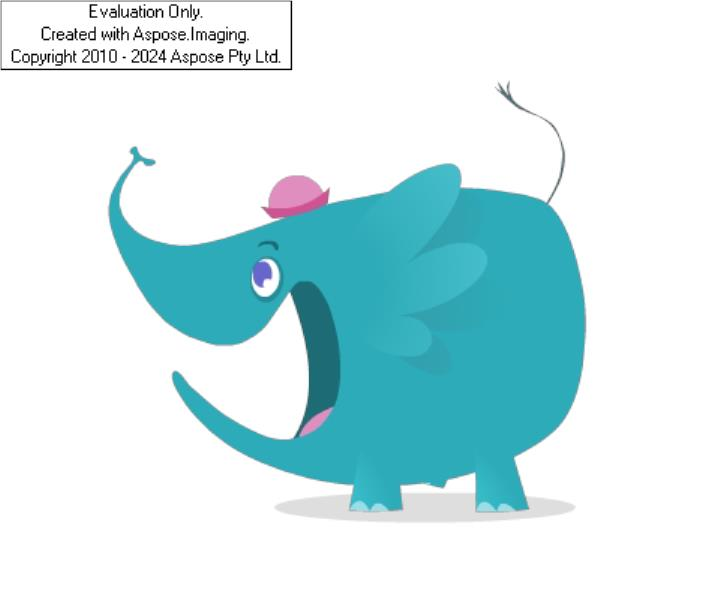 Evaluation Only.
Created with Aspose.Imaging.
Copyright 2010 - 2024 Aspose Pty Ltd.